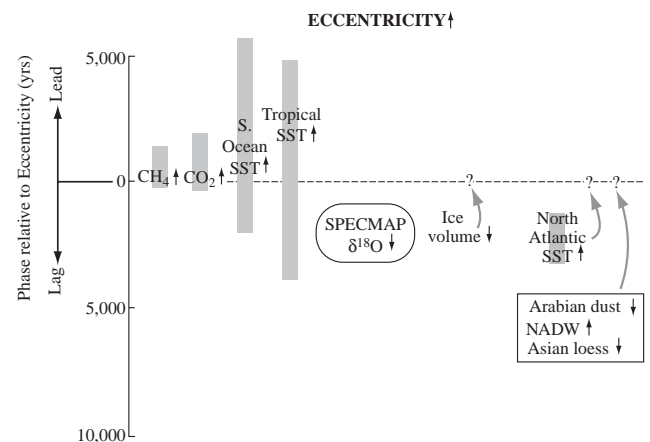 ECCENTRICITY
Phase relative to Eccentricity (yrs)
Lead
Lag
5,000
0
5,000
10,000
CH₄
CO₂
S.
Ocean
SST
Tropical
SST
SPECMAP
δ¹⁸O
?
Ice
volume
? ?
North
Atlantic
SST
Arabian dust
NADW
Asian loess